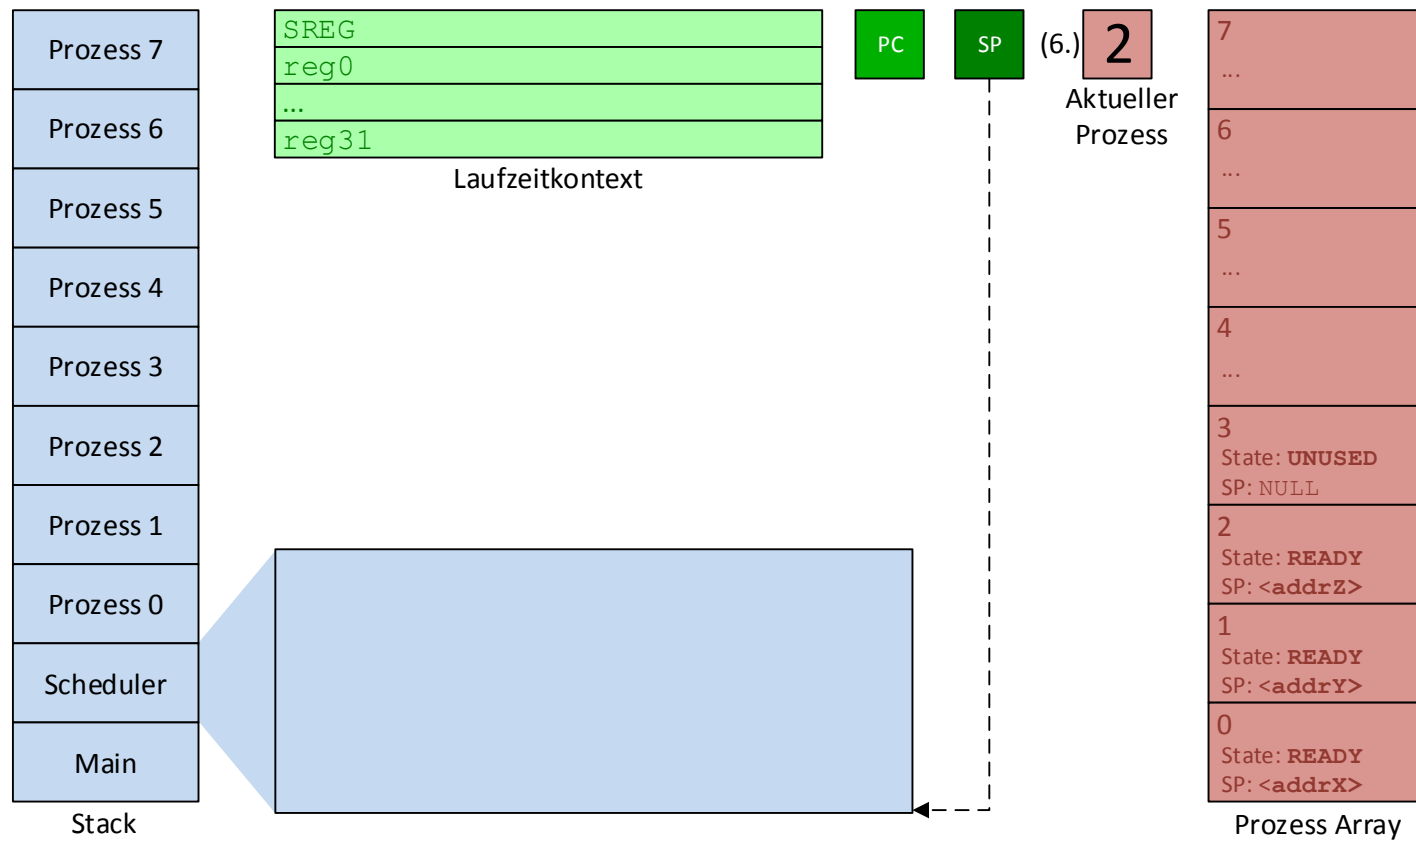 Prozess 7
Prozess 6
Prozess 5
Prozess 4
Prozess 3
Prozess 2
Prozess 1
Prozess 0
Scheduler
Main
Stack
SREG
reg0
...
reg31
Laufzeitkontext
PC
SP
(6.)
2
Aktueller
Prozess
7
...
6
...
5
...
4
...
3
State: UNUSED
SP: NULL
2
State: READY
SP: <addrZ>
1
State: READY
SP: <addrY>
0
State: READY
SP: <addrX>
Prozess Array